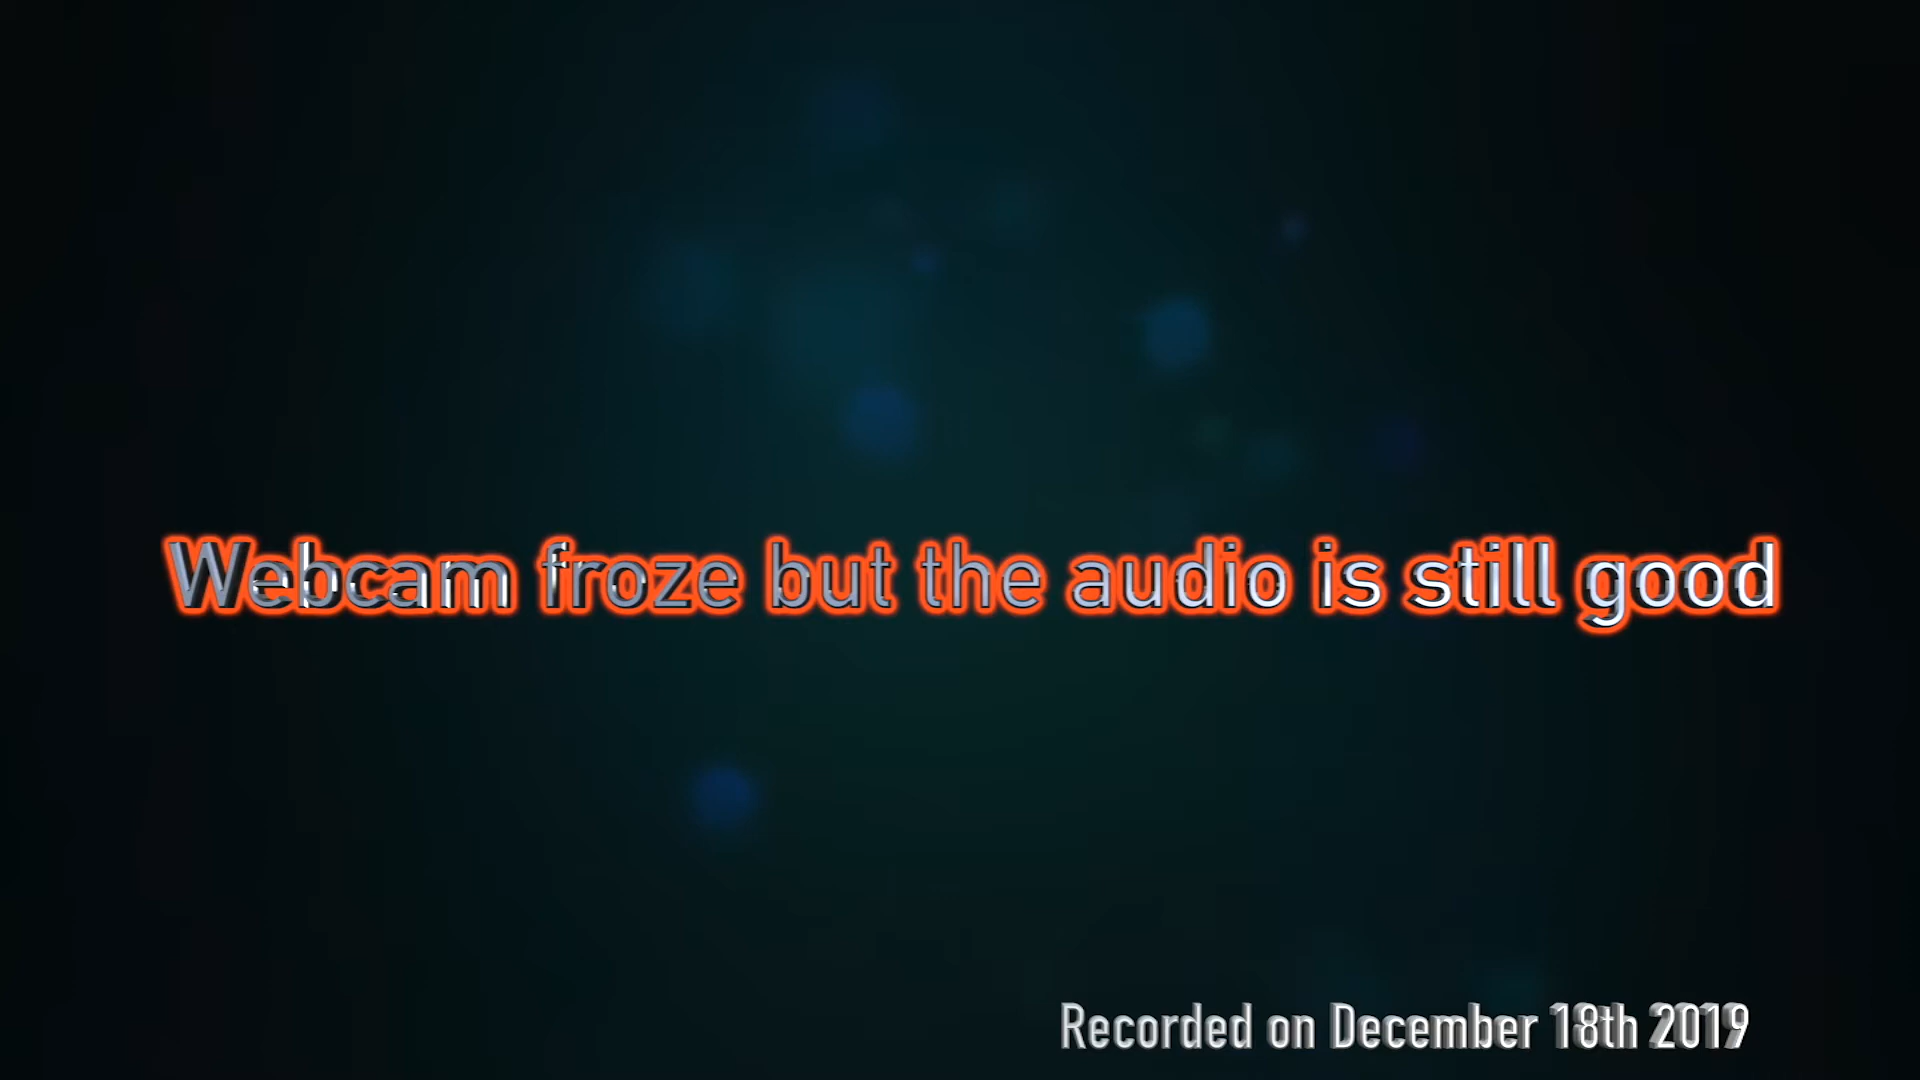 Webcam froze but the audio is still good
Recorded on December 18th 2019